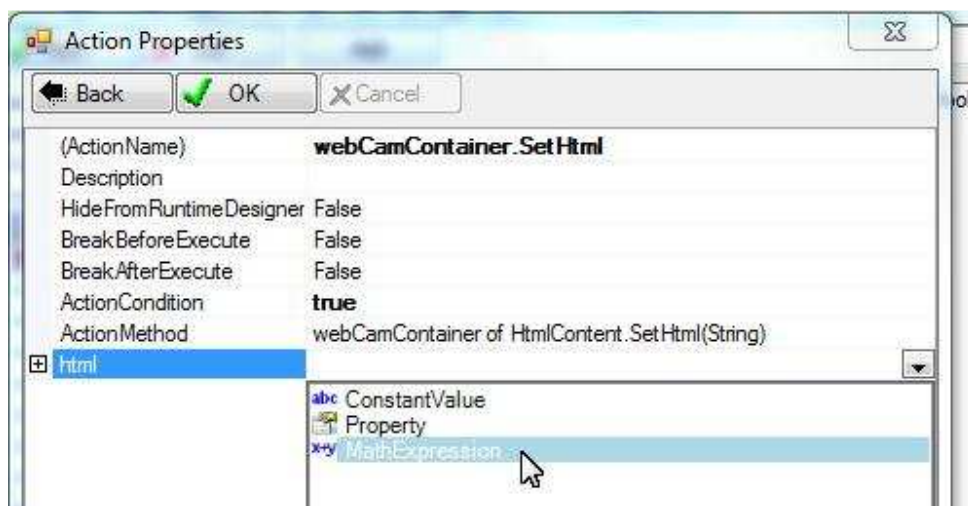 Action Properties
Back OK Cancel
(ActionName) webCamContainer.SetHtml
Description
HideFromRuntimeDesigner False
BreakBeforeExecute False
BreakAfterExecute False
ActionCondition true
ActionMethod webCamContainer of HtmlContent.SetHtml(String)
html
abc ConstantValue
Property
x+y MathExpression